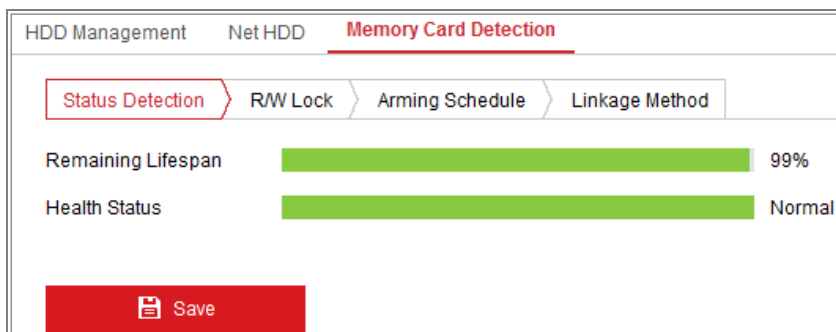 HDD Management Net HDD Memory Card Detection
Status Detection R/W Lock Arming Schedule Linkage Method
Remaining Lifespan 99%
Health Status Normal
Save